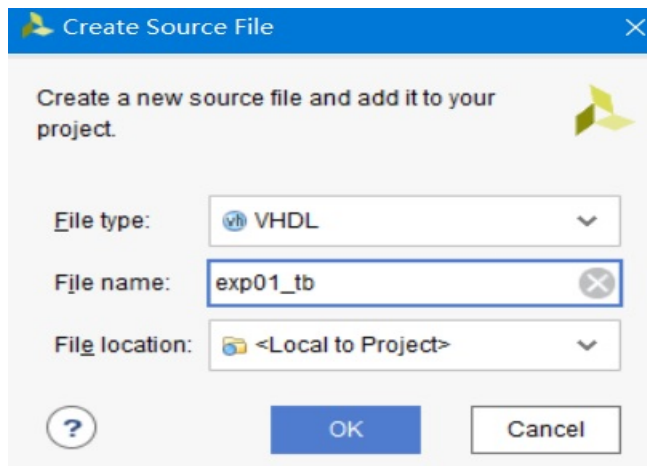 Create Source File
Create a new source file and add it to your
project.
File type:
vh VHDL
File name:
exp01_tb
File location:
<Local to Project>
?
OK
Cancel